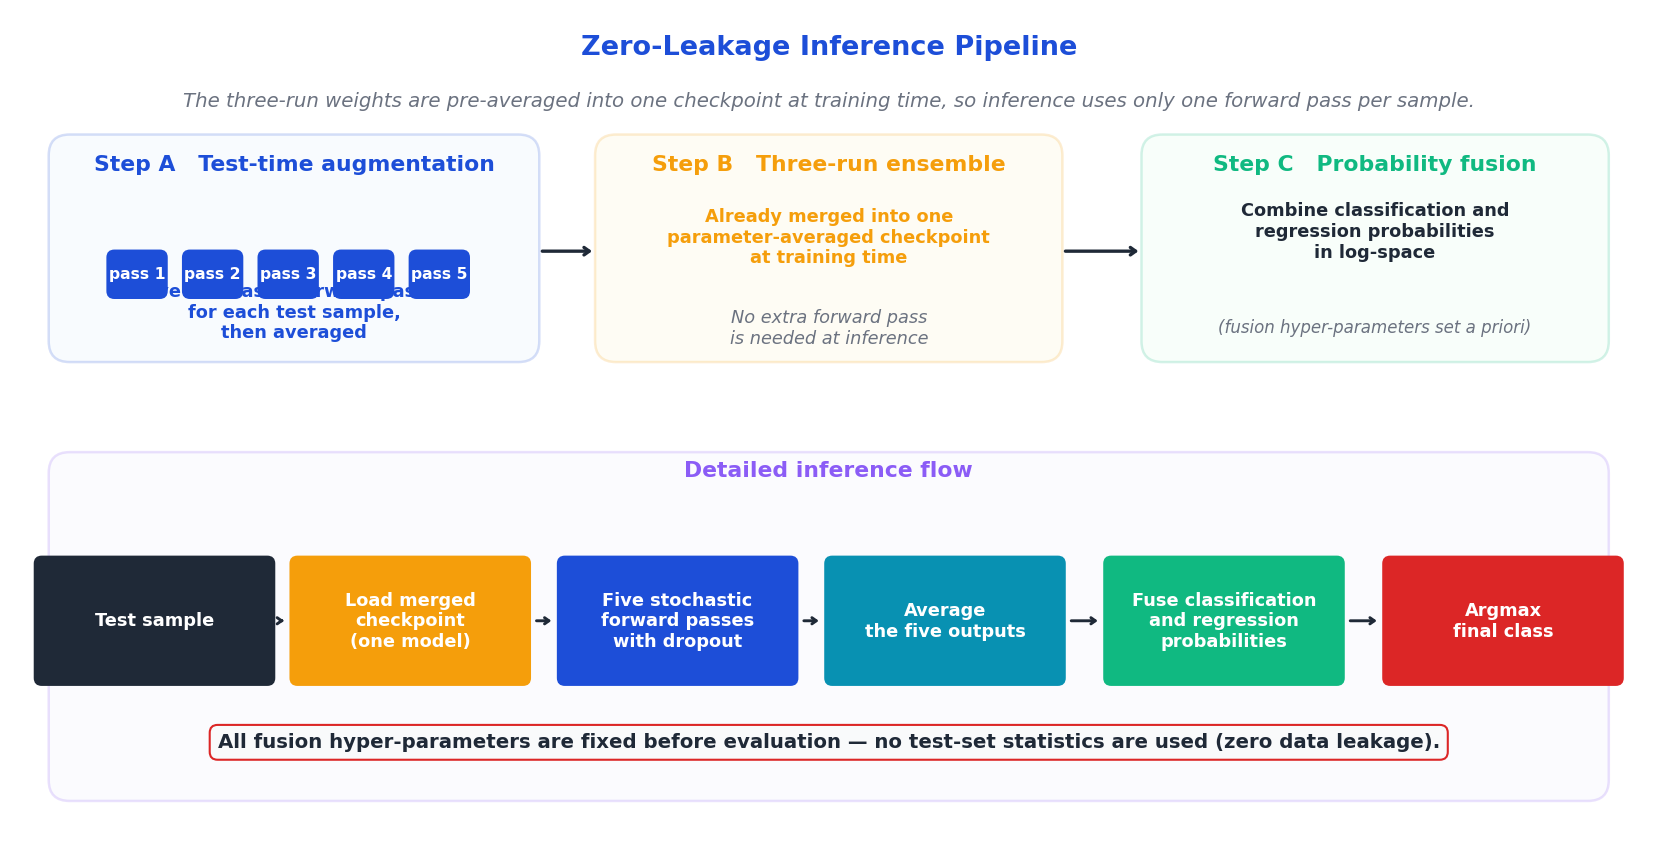 Zero-Leakage Inference Pipeline
The three-run weights are pre-averaged into one checkpoint at training time, so inference uses only one forward pass per sample.
Step A Test-time augmentation
pass 1 pass 2 pass 3 pass 4 pass 5
for each test sample,
then averaged
Step B Three-run ensemble
Already merged into one
parameter-averaged checkpoint
at training time
No extra forward pass
is needed at inference
Step C Probability fusion
Combine classification and
regression probabilities
in log-space
(fusion hyper-parameters set a priori)
Detailed inference flow
Test sample
Load merged
checkpoint
(one model)
Five stochastic
forward passes
with dropout
Average
the five outputs
Fuse classification
and regression
probabilities
Argmax
final class
All fusion hyper-parameters are fixed before evaluation — no test-set statistics are used (zero data leakage).